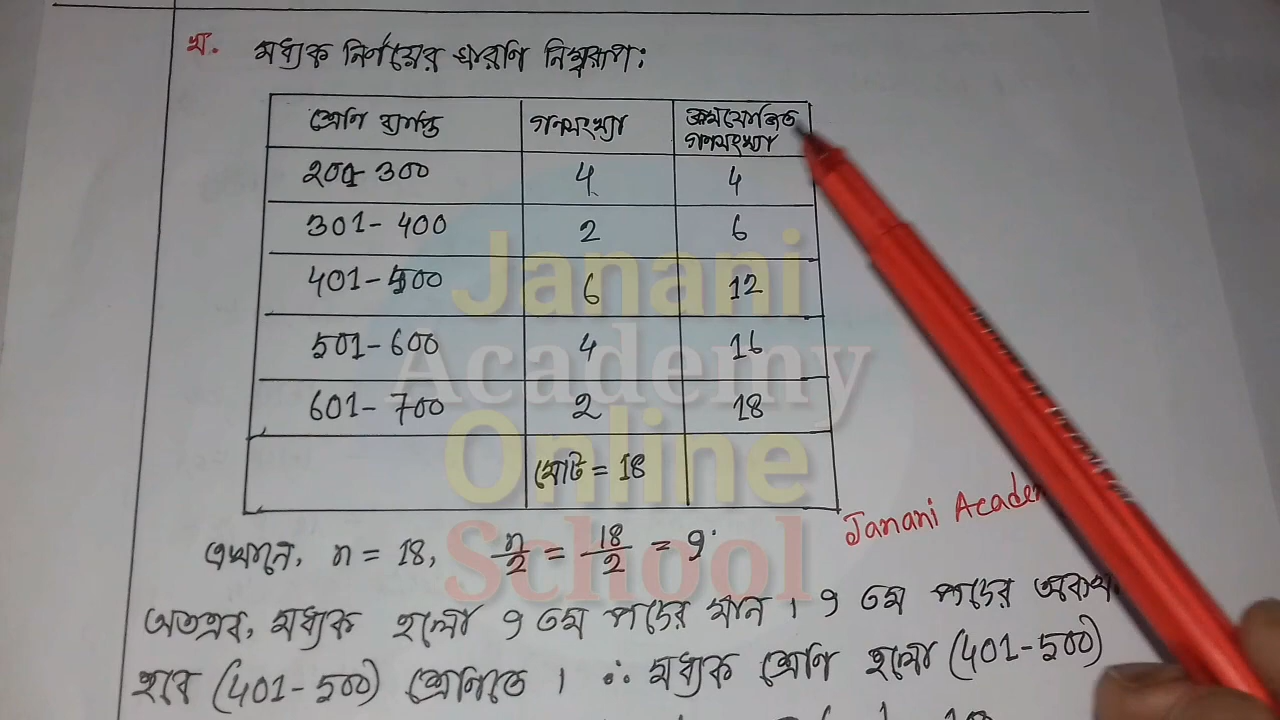 খ. মধ্যক নির্ণয়ের সারণি নিম্নরূপ:
শ্রেণি ব্যাপ্তি গণসংখ্যা ক্রমযোজিত গণসংখ্যা
200-300 4 4
301-400 2 6
401-500 6 12
501-600 4 16
601-700 2 18
মোট = 18
Janani
Academy
Online
School
Janani Academ
এখানে, n = 18, n/2 = 18/2 = 9
অতএব, মধ্যক হলো 9 তম পদের মান। 9 তম পদের
হবে (401-500) শ্রেণিতে। ∴ মধ্যক শ্রেণি হলো (401-500)